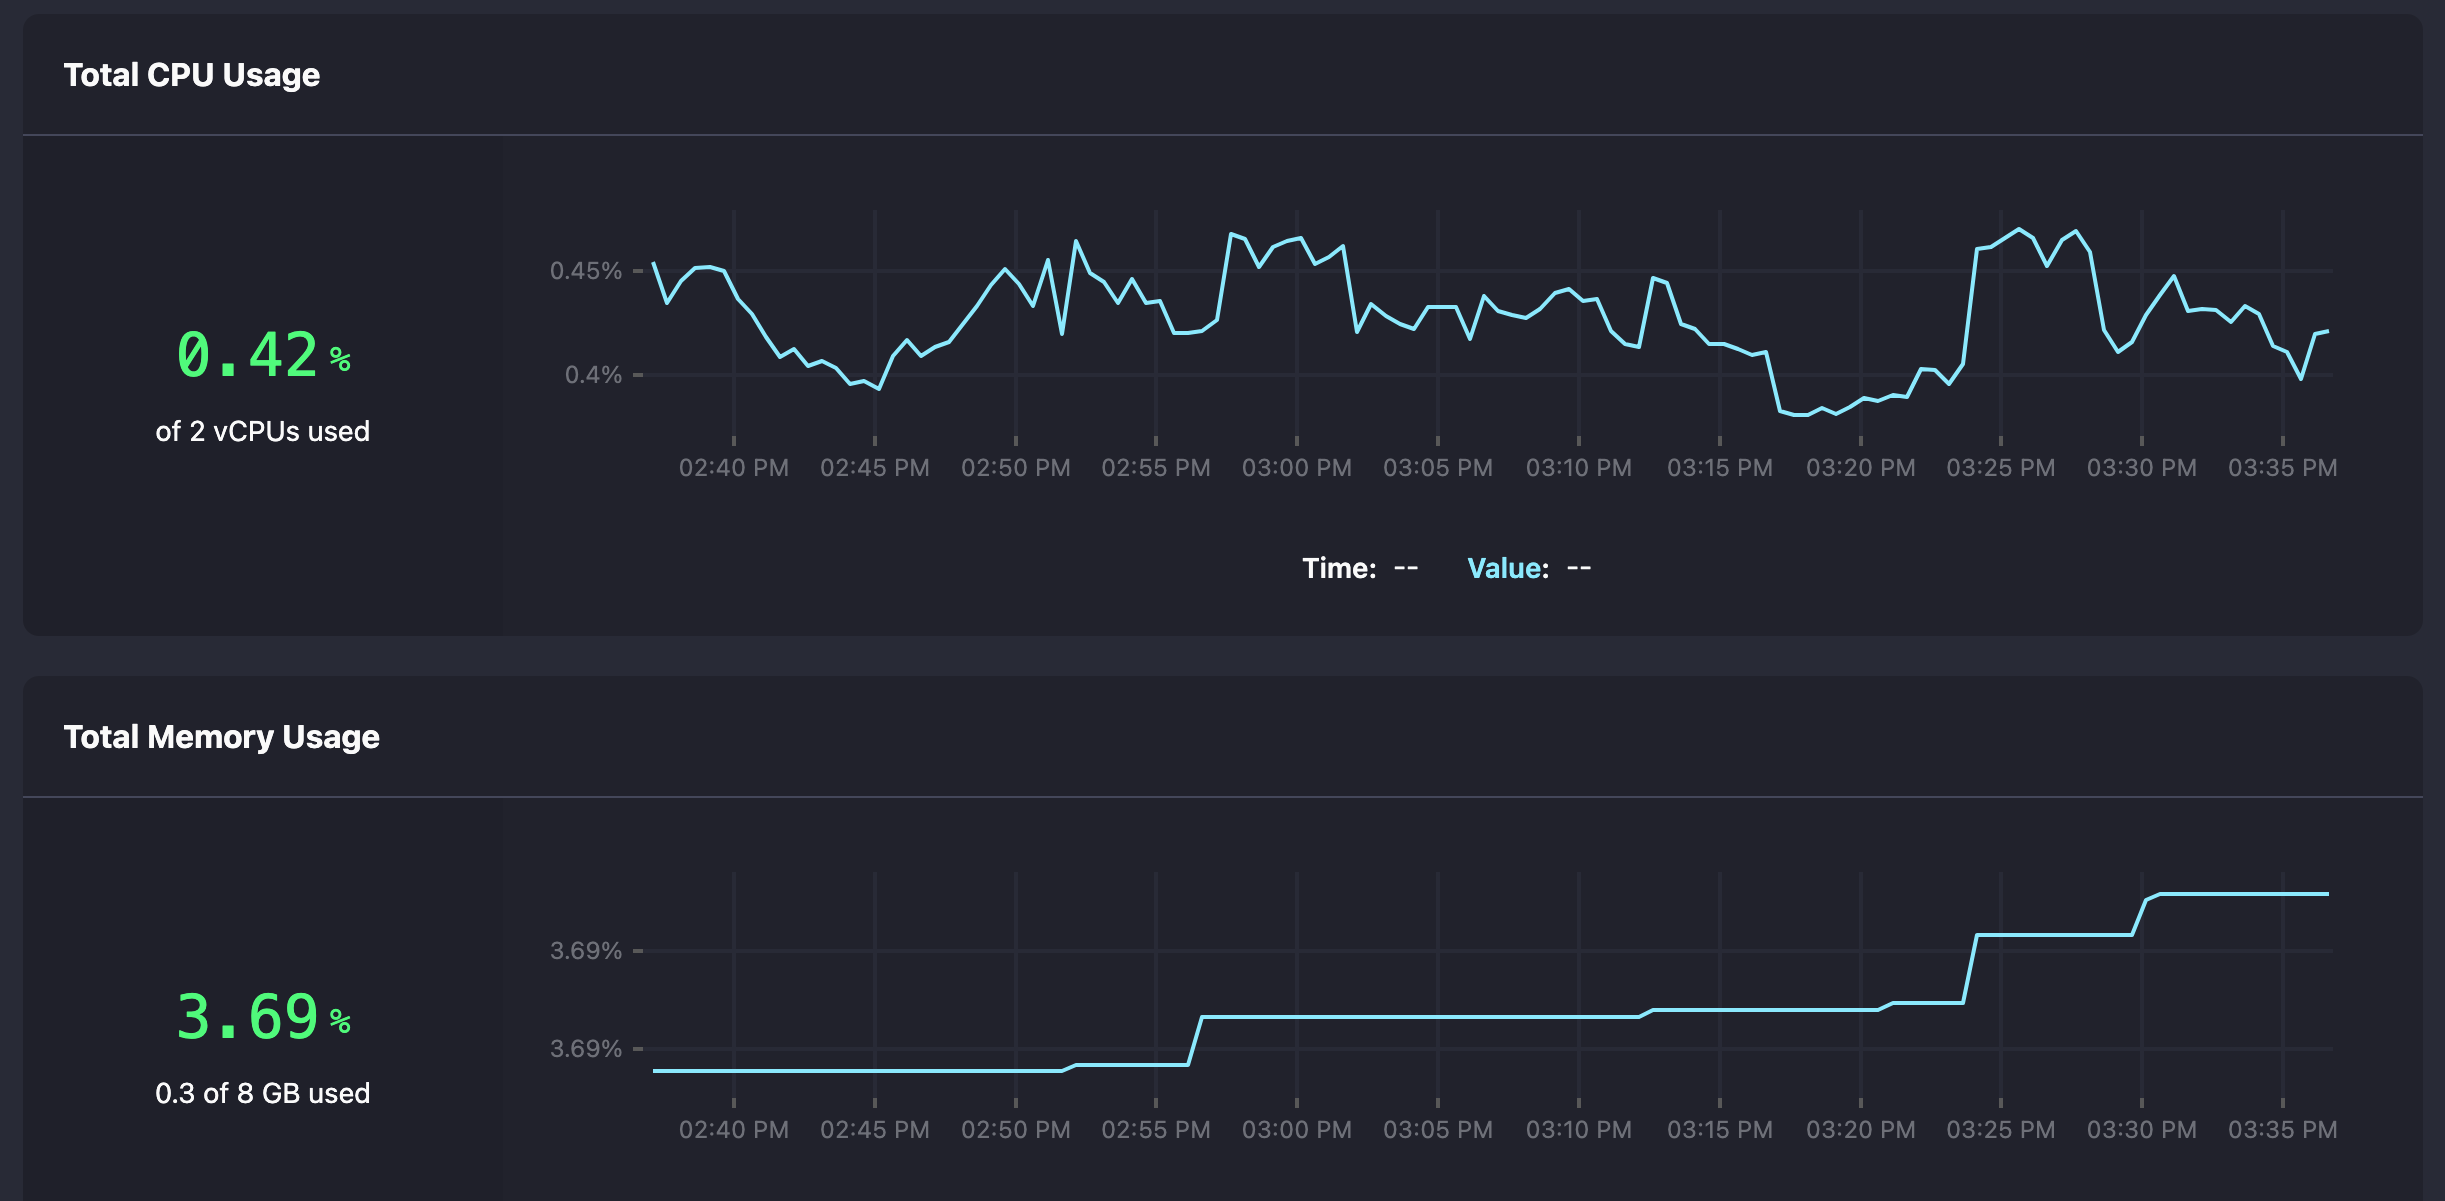 Total CPU Usage
0.42 %
of 2 vCPUs used
0.45%
0.4%
02:40 PM 02:45 PM 02:50 PM 02:55 PM 03:00 PM 03:05 PM 03:10 PM 03:15 PM 03:20 PM 03:25 PM 03:30 PM 03:35 PM
Time: -- Value: --
Total Memory Usage
3.69 %
0.3 of 8 GB used
3.69%
3.69%
02:40 PM 02:45 PM 02:50 PM 02:55 PM 03:00 PM 03:05 PM 03:10 PM 03:15 PM 03:20 PM 03:25 PM 03:30 PM 03:35 PM